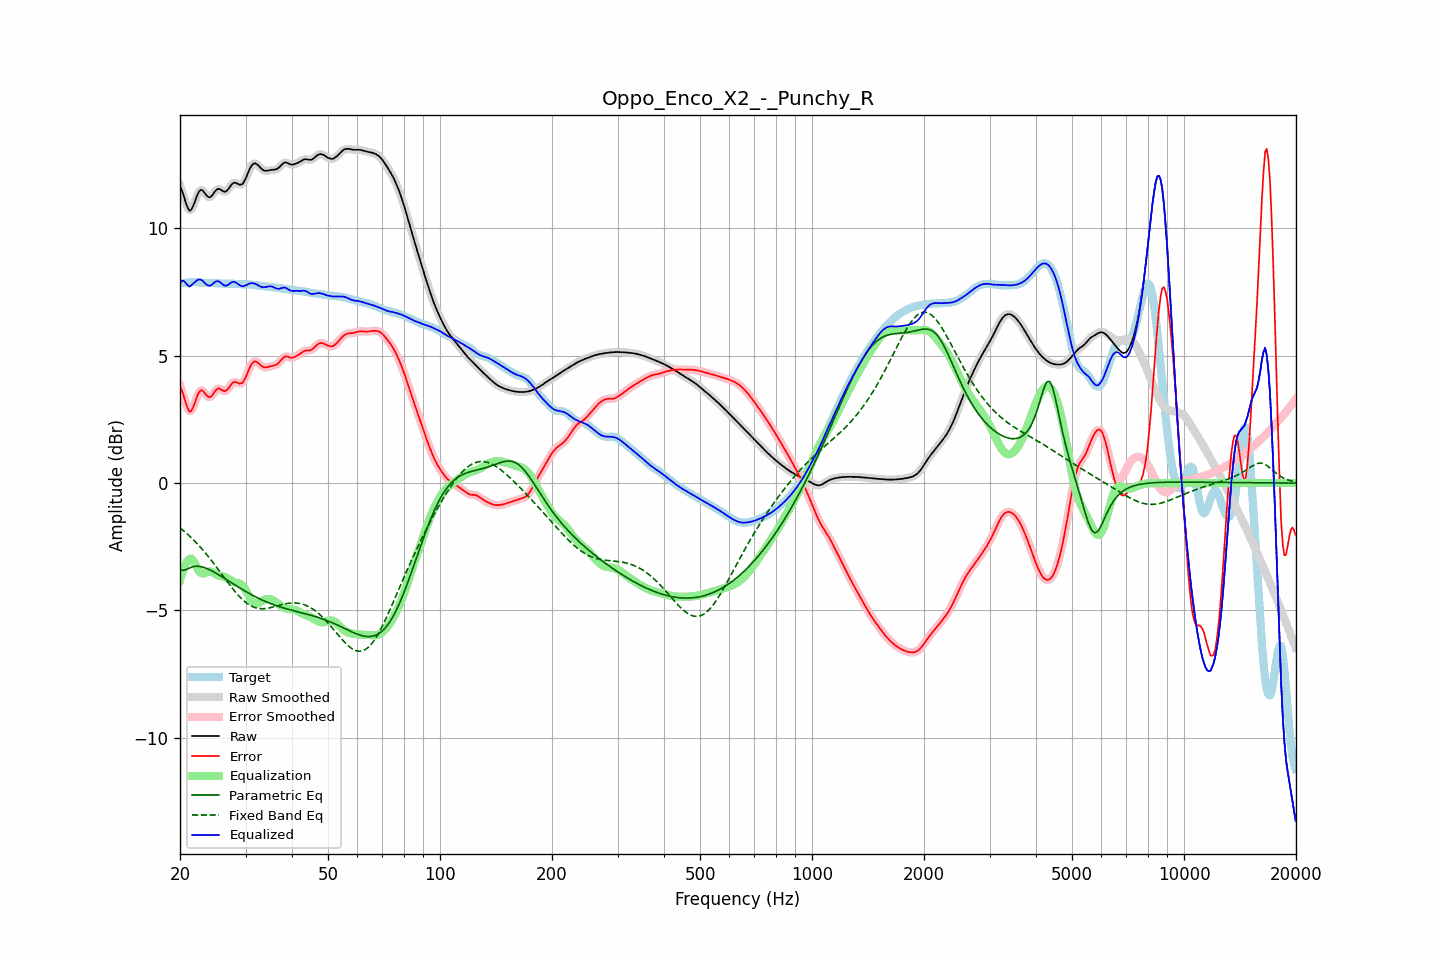 Oppo_Enco_X2_-_Punchy_R
Amplitude (dBr)
10
5
0
−5
−10
Target
Raw Smoothed
Error Smoothed
Raw
Error
Equalization
Parametric Eq
Fixed Band Eq
Equalized
20 50 100 200 500 1000 2000 5000 10000 20000
Frequency (Hz)